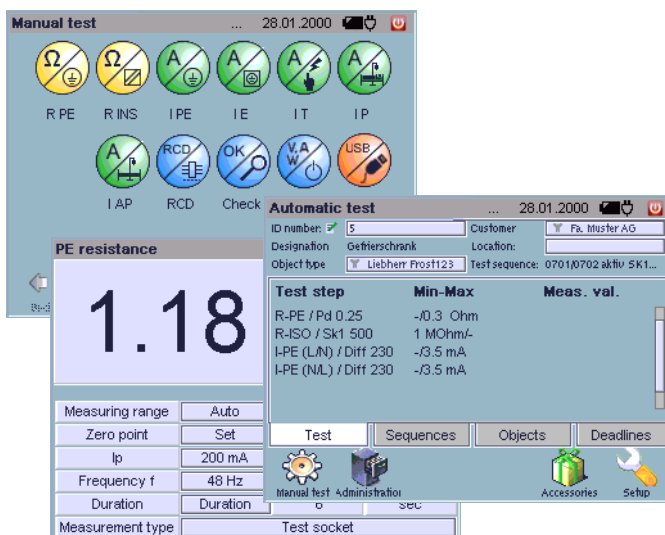 Manual test ... 28.01.2000
Ω Ω A A A A
R PE R INS I PE I E I T I P
A RCD OK V,A W USB
I AP RCD Check
PE resistance
1.18
Measuring range Auto
Zero point Set
Ip 200 mA
Frequency f 48 Hz
Duration Duration 6 sec
Measurement type Test socket
Automatic test ... 28.01.2000
ID number: 5 Customer Fa. Muster AG
Designation Gefrierschrank Location:
Object type Liebherr Frost123 Test sequence: 0701/0702 aktiv SK1...
Test step Min-Max Meas. val.
R-PE / Pd 0.25 -/0.3 Ohm
R-ISO / Sk1 500 1 MOhm/-
I-PE (L/N) / Diff 230 -/3.5 mA
I-PE (N/L) / Diff 230 -/3.5 mA
Test Sequences Objects Deadlines
Manual test Administration Accessories Setup